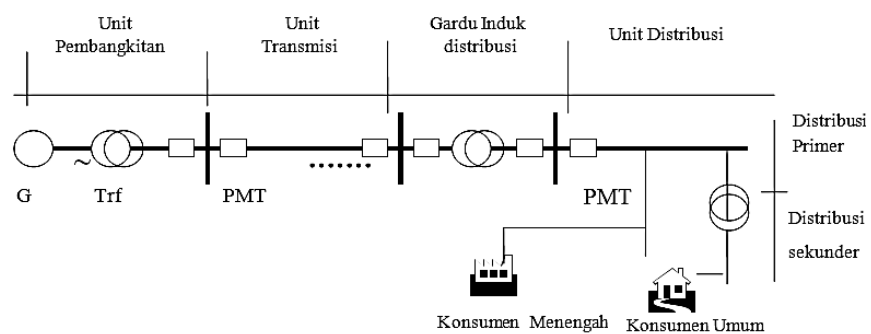 Unit
Pembangkitan
Unit
Transmisi
Gardu Induk
distribusi
Unit Distribusi
Distribusi
Primer
~
G
Trf
PMT
PMT
Distribusi
sekunder
Konsumen Menengah
Konsumen Umum